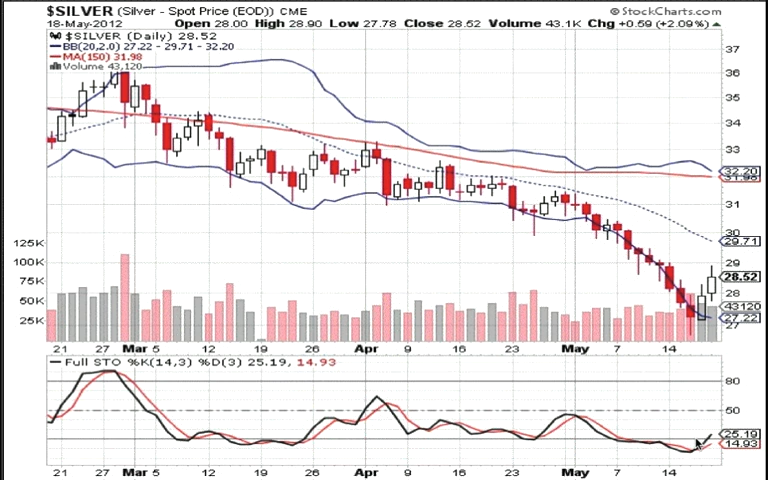 $SILVER (Silver - Spot Price (EOD)) CME © StockCharts.com
18-May-2012 Open 28.00 High 28.90 Low 27.78 Close 28.52 Volume 43.1K Chg +0.59 (+2.09%)
$SILVER (Daily) 28.52
BB(20,2.0) 27.22 - 29.71 - 32.20
MA(150) 31.98
Volume 43,120
37
36
35
34
33
32.20
31.98
31
30
29.71
29
28.52
28
43120
27.22
27
125K
100K
75K
50K
25K
21 27 Mar 5 12 19 26 Apr 9 16 23 May 7 14
Full STO %K(14,3) %D(3) 25.19, 14.93
80
50
25.19
14.93
21 27 Mar 5 12 19 26 Apr 9 16 23 May 7 14